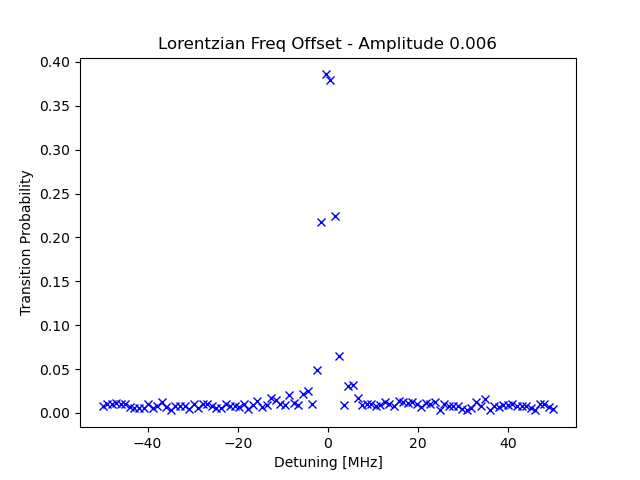 Lorentzian Freq Offset - Amplitude 0.006
0.40
0.35
0.30
0.25
0.20
0.15
0.10
0.05
0.00
Transition Probability
−40 −20 0 20 40
Detuning [MHz]